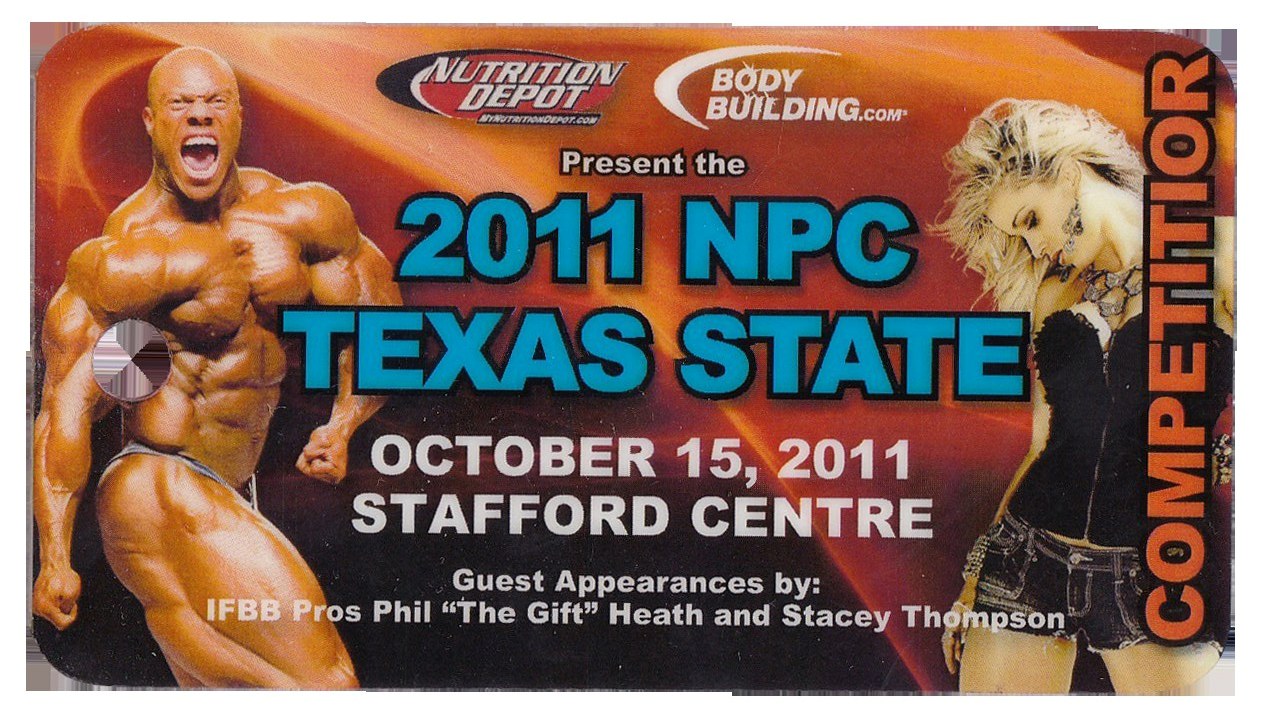 NUTRITION
DEPOT
MYNUTRITIONDEPOT.COM
BODY
BUILDING.COM®
Present the
2011 NPC
TEXAS STATE
OCTOBER 15, 2011
STAFFORD CENTRE
Guest Appearances by:
IFBB Pros Phil “The Gift” Heath and Stacey Thompson
COMPETITIOR